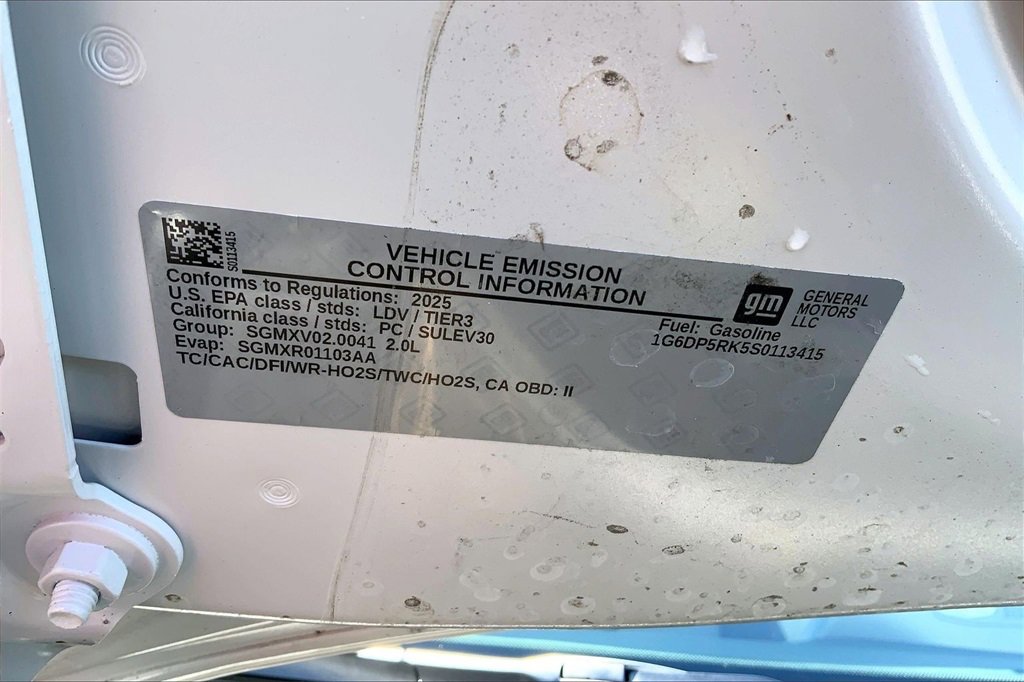 S0113415
VEHICLE EMISSION
CONTROL INFORMATION
Conforms to Regulations: 2025
U.S. EPA class / stds: LDV / TIER3
California class / stds: PC / SULEV30
Group: SGMXV02.0041 2.0L
Evap: SGMXR01103AA
TC/CAC/DFI/WR-HO2S/TWC/HO2S, CA OBD: II
gm
GENERAL
MOTORS
LLC
Fuel: Gasoline
1G6DP5RK5S0113415